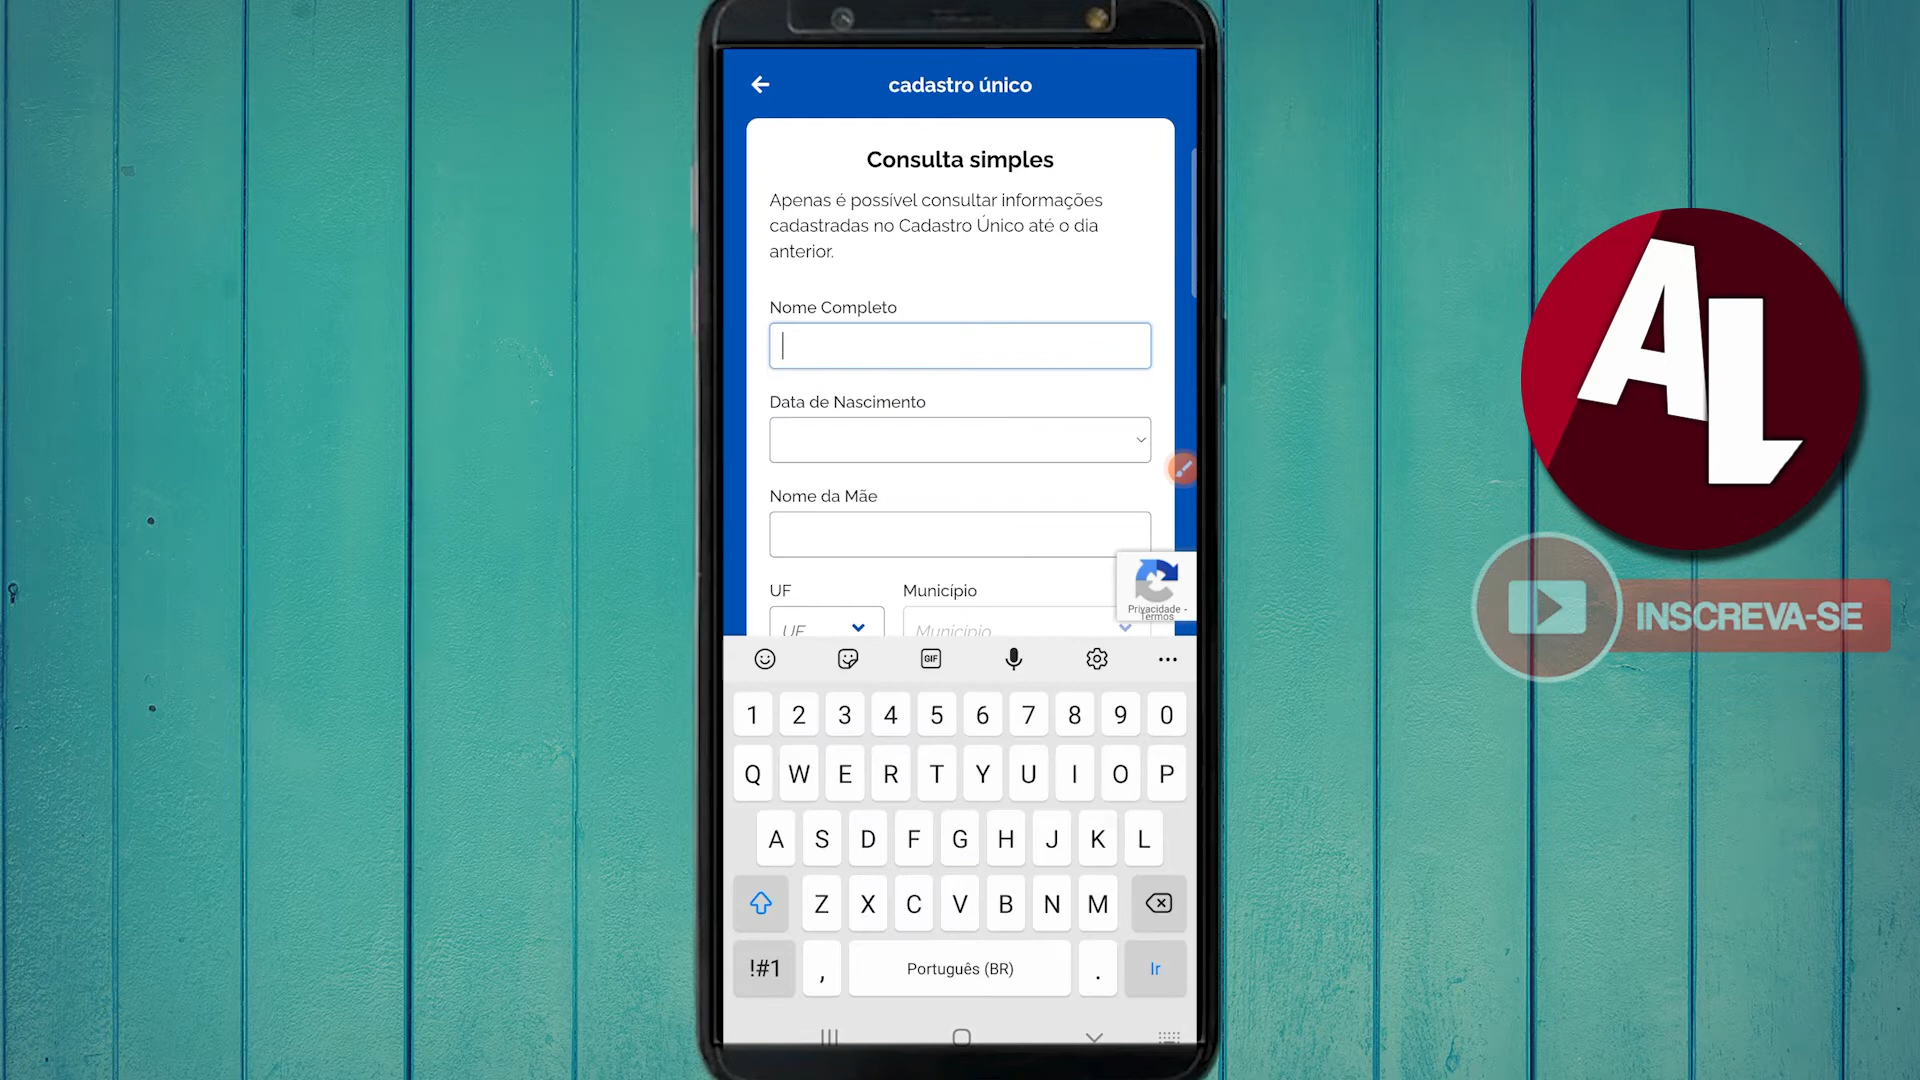 cadastro único
Consulta simples
Apenas é possível consultar informações
cadastradas no Cadastro Único até o dia
anterior.
Nome Completo
Data de Nascimento
Nome da Mãe
UF Município
UF Município
Privacidade -
Termos
GIF
1 2 3 4 5 6 7 8 9 0
Q W E R T Y U I O P
A S D F G H J K L
Z X C V B N M
!#1 , Português (BR) . Ir
AL
INSCREVA-SE